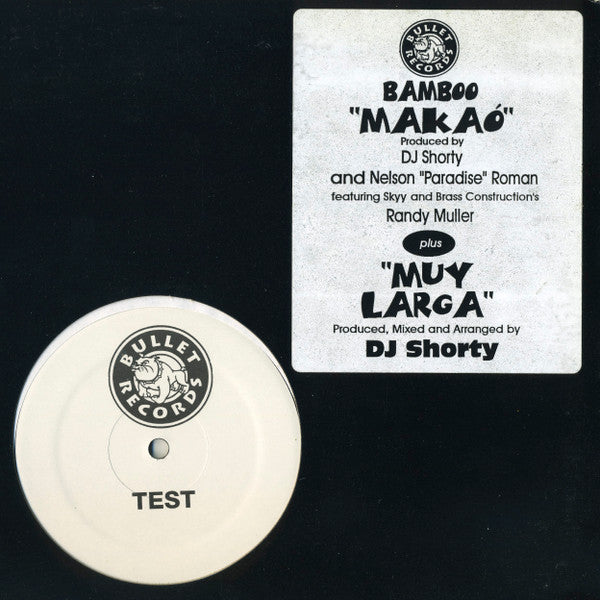 BULLET
RECORDS
BAMBOO
"MAKAÓ"
Produced by
DJ Shorty
and Nelson "Paradise" Roman
featuring Skyy and Brass Construction's
Randy Muller
plus
"MUY
LARGA"
Produced, Mixed and Arranged by
DJ Shorty
BULLET
RECORDS
TEST